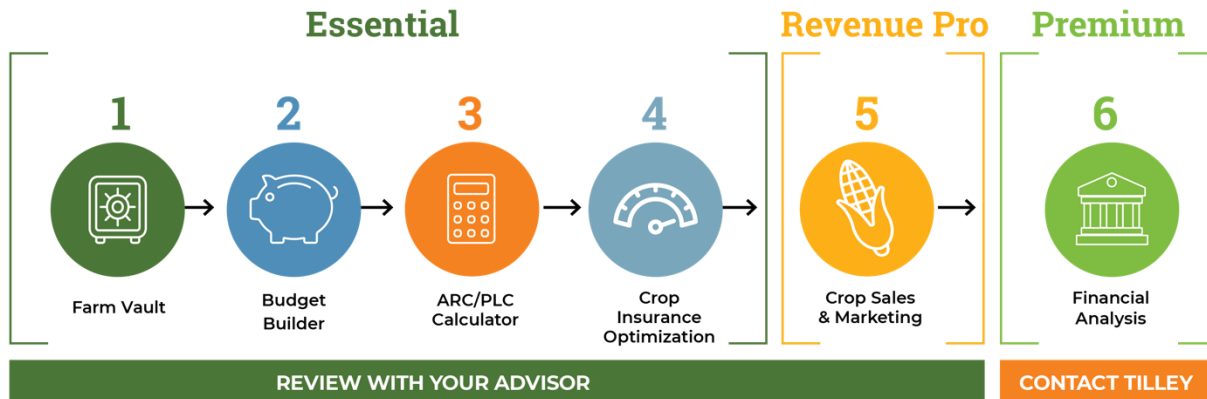 Essential
Revenue Pro
Premium
1
2
3
4
5
6
Farm Vault
Budget
Builder
ARC/PLC
Calculator
Crop
Insurance
Optimization
Crop Sales
& Marketing
Financial
Analysis
REVIEW WITH YOUR ADVISOR
CONTACT TILLEY